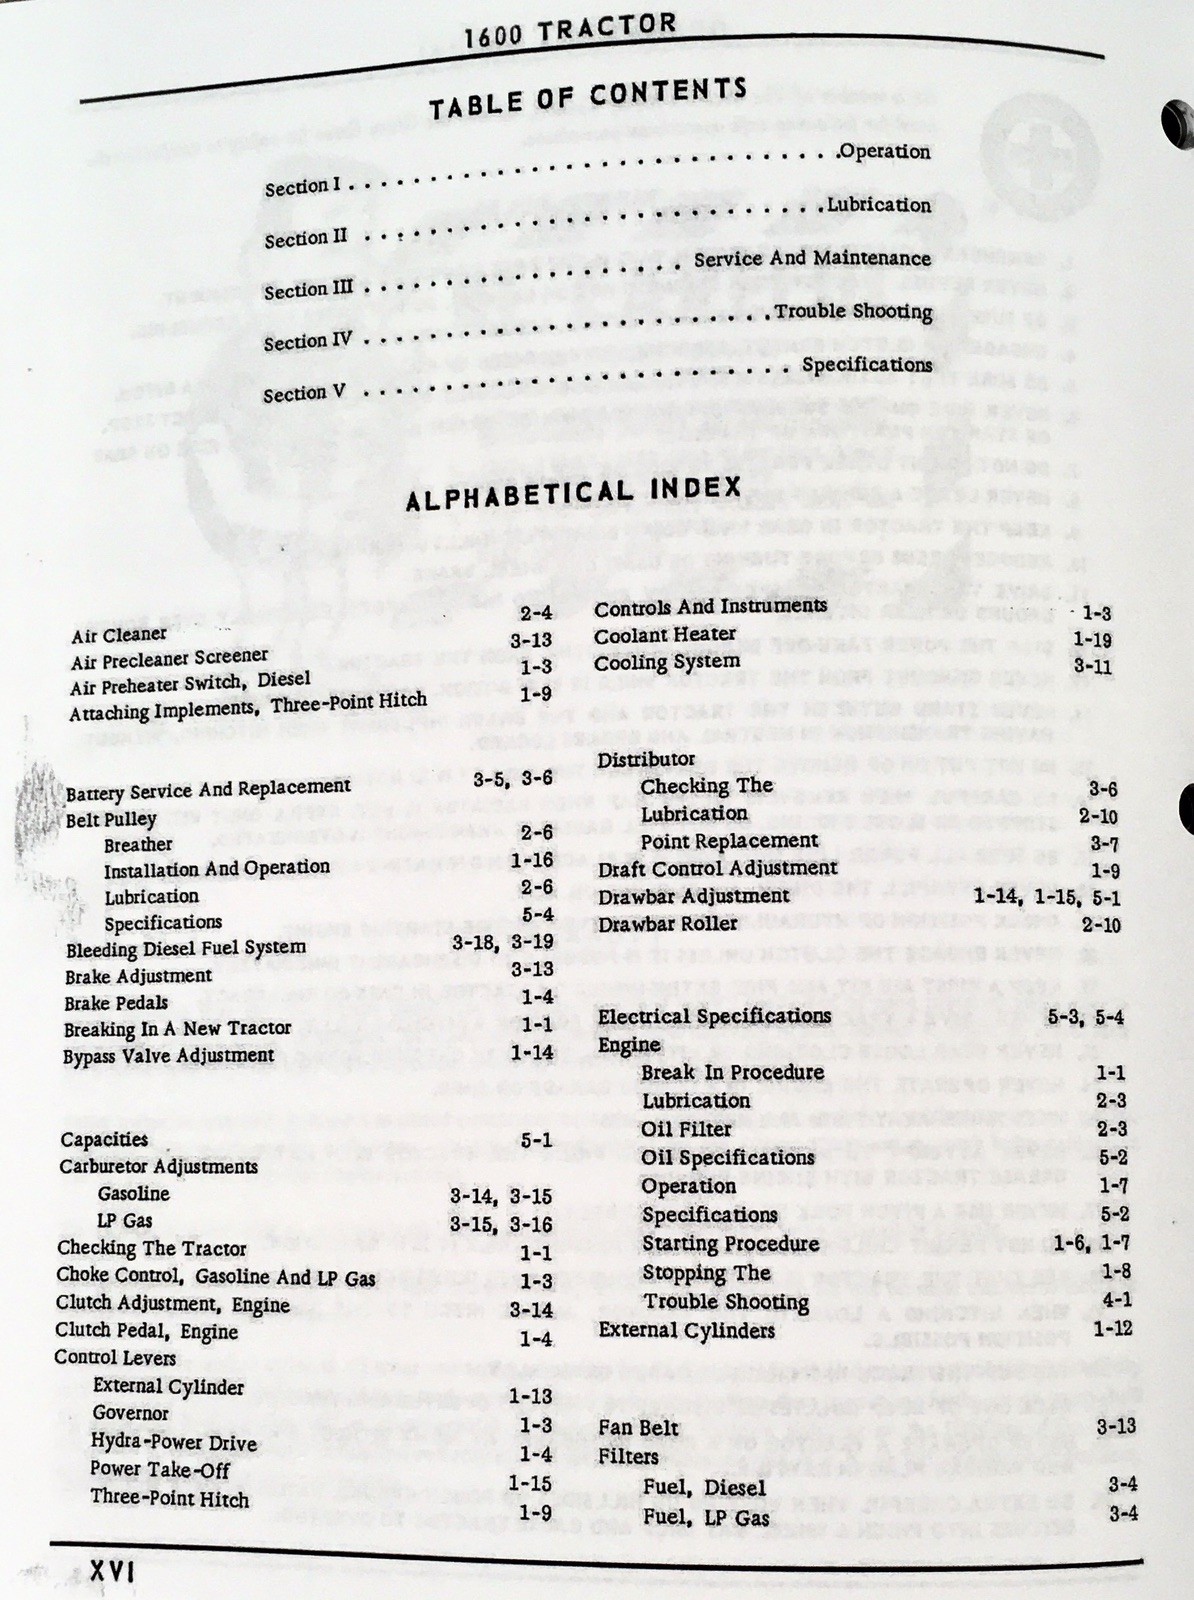 1600 TRACTOR
TABLE OF CONTENTS
Section I . . . . . . . . . . . . . . . . . . . . . . . . . . . . . . .Operation
Section II . . . . . . . . . . . . . . . . . . . . . . . . . . . . .Lubrication
Section III . . . . . . . . . . . . . . . . . . . . Service And Maintenance
Section IV . . . . . . . . . . . . . . . . . . . . . . . . .Trouble Shooting
Section V . . . . . . . . . . . . . . . . . . . . . . . . . . . Specifications
ALPHABETICAL INDEX
Air Cleaner 2-4
Air Precleaner Screener 3-13
Air Preheater Switch, Diesel 1-3
Attaching Implements, Three-Point Hitch 1-9
Battery Service And Replacement 3-5, 3-6
Belt Pulley
Breather 2-6
Installation And Operation 1-16
Lubrication 2-6
Specifications 5-4
Bleeding Diesel Fuel System 3-18, 3-19
Brake Adjustment 3-13
Brake Pedals 1-4
Breaking In A New Tractor 1-1
Bypass Valve Adjustment 1-14
Capacities 5-1
Carburetor Adjustments
Gasoline 3-14, 3-15
LP Gas 3-15, 3-16
Checking The Tractor 1-1
Choke Control, Gasoline And LP Gas 1-3
Clutch Adjustment, Engine 3-14
Clutch Pedal, Engine 1-4
Control Levers
External Cylinder 1-13
Governor 1-3
Hydra-Power Drive 1-4
Power Take-Off 1-15
Three-Point Hitch 1-9
Controls And Instruments 1-3
Coolant Heater 1-19
Cooling System 3-11
Distributor
Checking The 3-6
Lubrication 2-10
Point Replacement 3-7
Draft Control Adjustment 1-9
Drawbar Adjustment 1-14, 1-15, 5-1
Drawbar Roller 2-10
Electrical Specifications 5-3, 5-4
Engine
Break In Procedure 1-1
Lubrication 2-3
Oil Filter 2-3
Oil Specifications 5-2
Operation 1-7
Specifications 5-2
Starting Procedure 1-6, 1-7
Stopping The 1-8
Trouble Shooting 4-1
External Cylinders 1-12
Fan Belt 3-13
Filters
Fuel, Diesel 3-4
Fuel, LP Gas 3-4
XVI